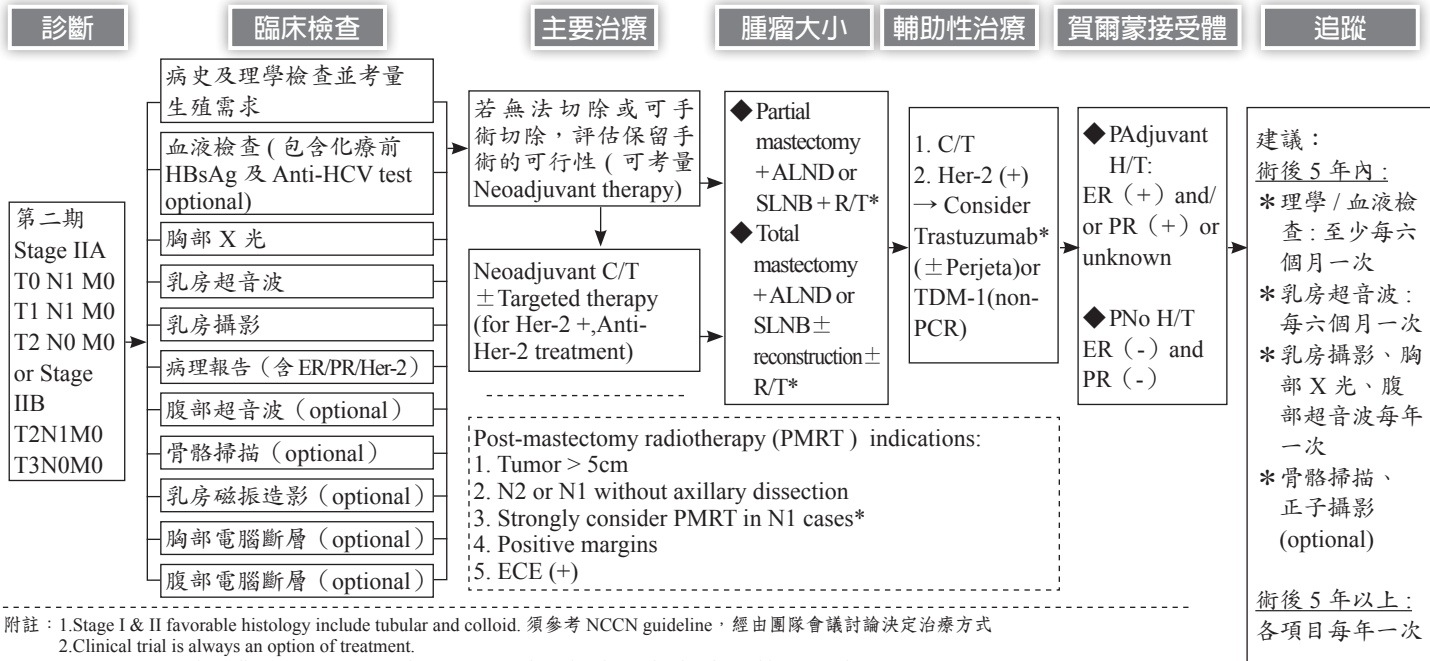 診斷
臨床檢查
主要治療
腫瘤大小
輔助性治療
賀爾蒙接受體
追蹤
第二期
Stage IIA
T0 N1 M0
T1 N1 M0
T2 N0 M0
or Stage
IIB
T2N1M0
T3N0M0
病史及理學檢查並考量
生殖需求
血液檢查 ( 包含化療前
HBsAg 及 Anti-HCV test
optional)
胸部 X 光
乳房超音波
乳房攝影
病理報告（含 ER/PR/Her-2）
腹部超音波（optional）
骨骼掃描（optional）
乳房磁振造影（optional）
胸部電腦斷層（optional）
腹部電腦斷層（optional）
若無法切除或可手
術切除，評估保留手
術的可行性 ( 可考量
Neoadjuvant therapy)
Neoadjuvant C/T
±Targeted therapy
(for Her-2 +,Anti-
Her-2 treatment)
◆Partial
mastectomy
+ALND or
SLNB+R/T*
◆Total
mastectomy
+ALND or
SLNB±
reconstruction±
R/T*
1. C/T
2. Her-2 (+)
→ Consider
Trastuzumab*
(±Perjeta)or
TDM-1(non-
PCR)
◆PAdjuvant
H/T:
ER（+）and/
or PR（+）or
unknown
◆PNo H/T
ER（-）and
PR（-）
建議：
術後 5 年內 :
＊理學 / 血液檢
查 : 至少每六
個月一次
＊乳房超音波 :
每六個月一次
＊乳房攝影、胸
部 X 光、腹
部超音波每年
一次
＊骨骼掃描、
正子攝影
(optional)
術後 5 年以上 :
各項目每年一次
Post-mastectomy radiotherapy (PMRT ) indications:
1. Tumor > 5cm
2. N2 or N1 without axillary dissection
3. Strongly consider PMRT in N1 cases*
4. Positive margins
5. ECE (+)
附註：1.Stage I & II favorable histology include tubular and colloid. 須參考 NCCN guideline，經由團隊會議討論決定治療方式
2.Clinical trial is always an option of treatment.